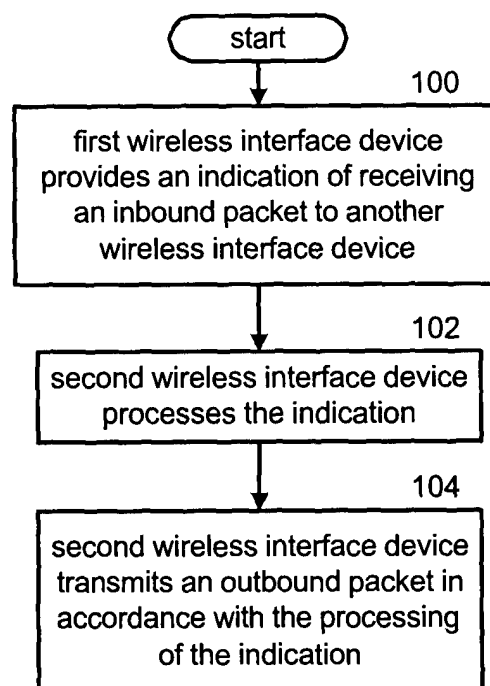 start
100
first wireless interface device
provides an indication of receiving
an inbound packet to another
wireless interface device
102
second wireless interface device
processes the indication
104
second wireless interface device
transmits an outbound packet in
accordance with the processing
of the indication